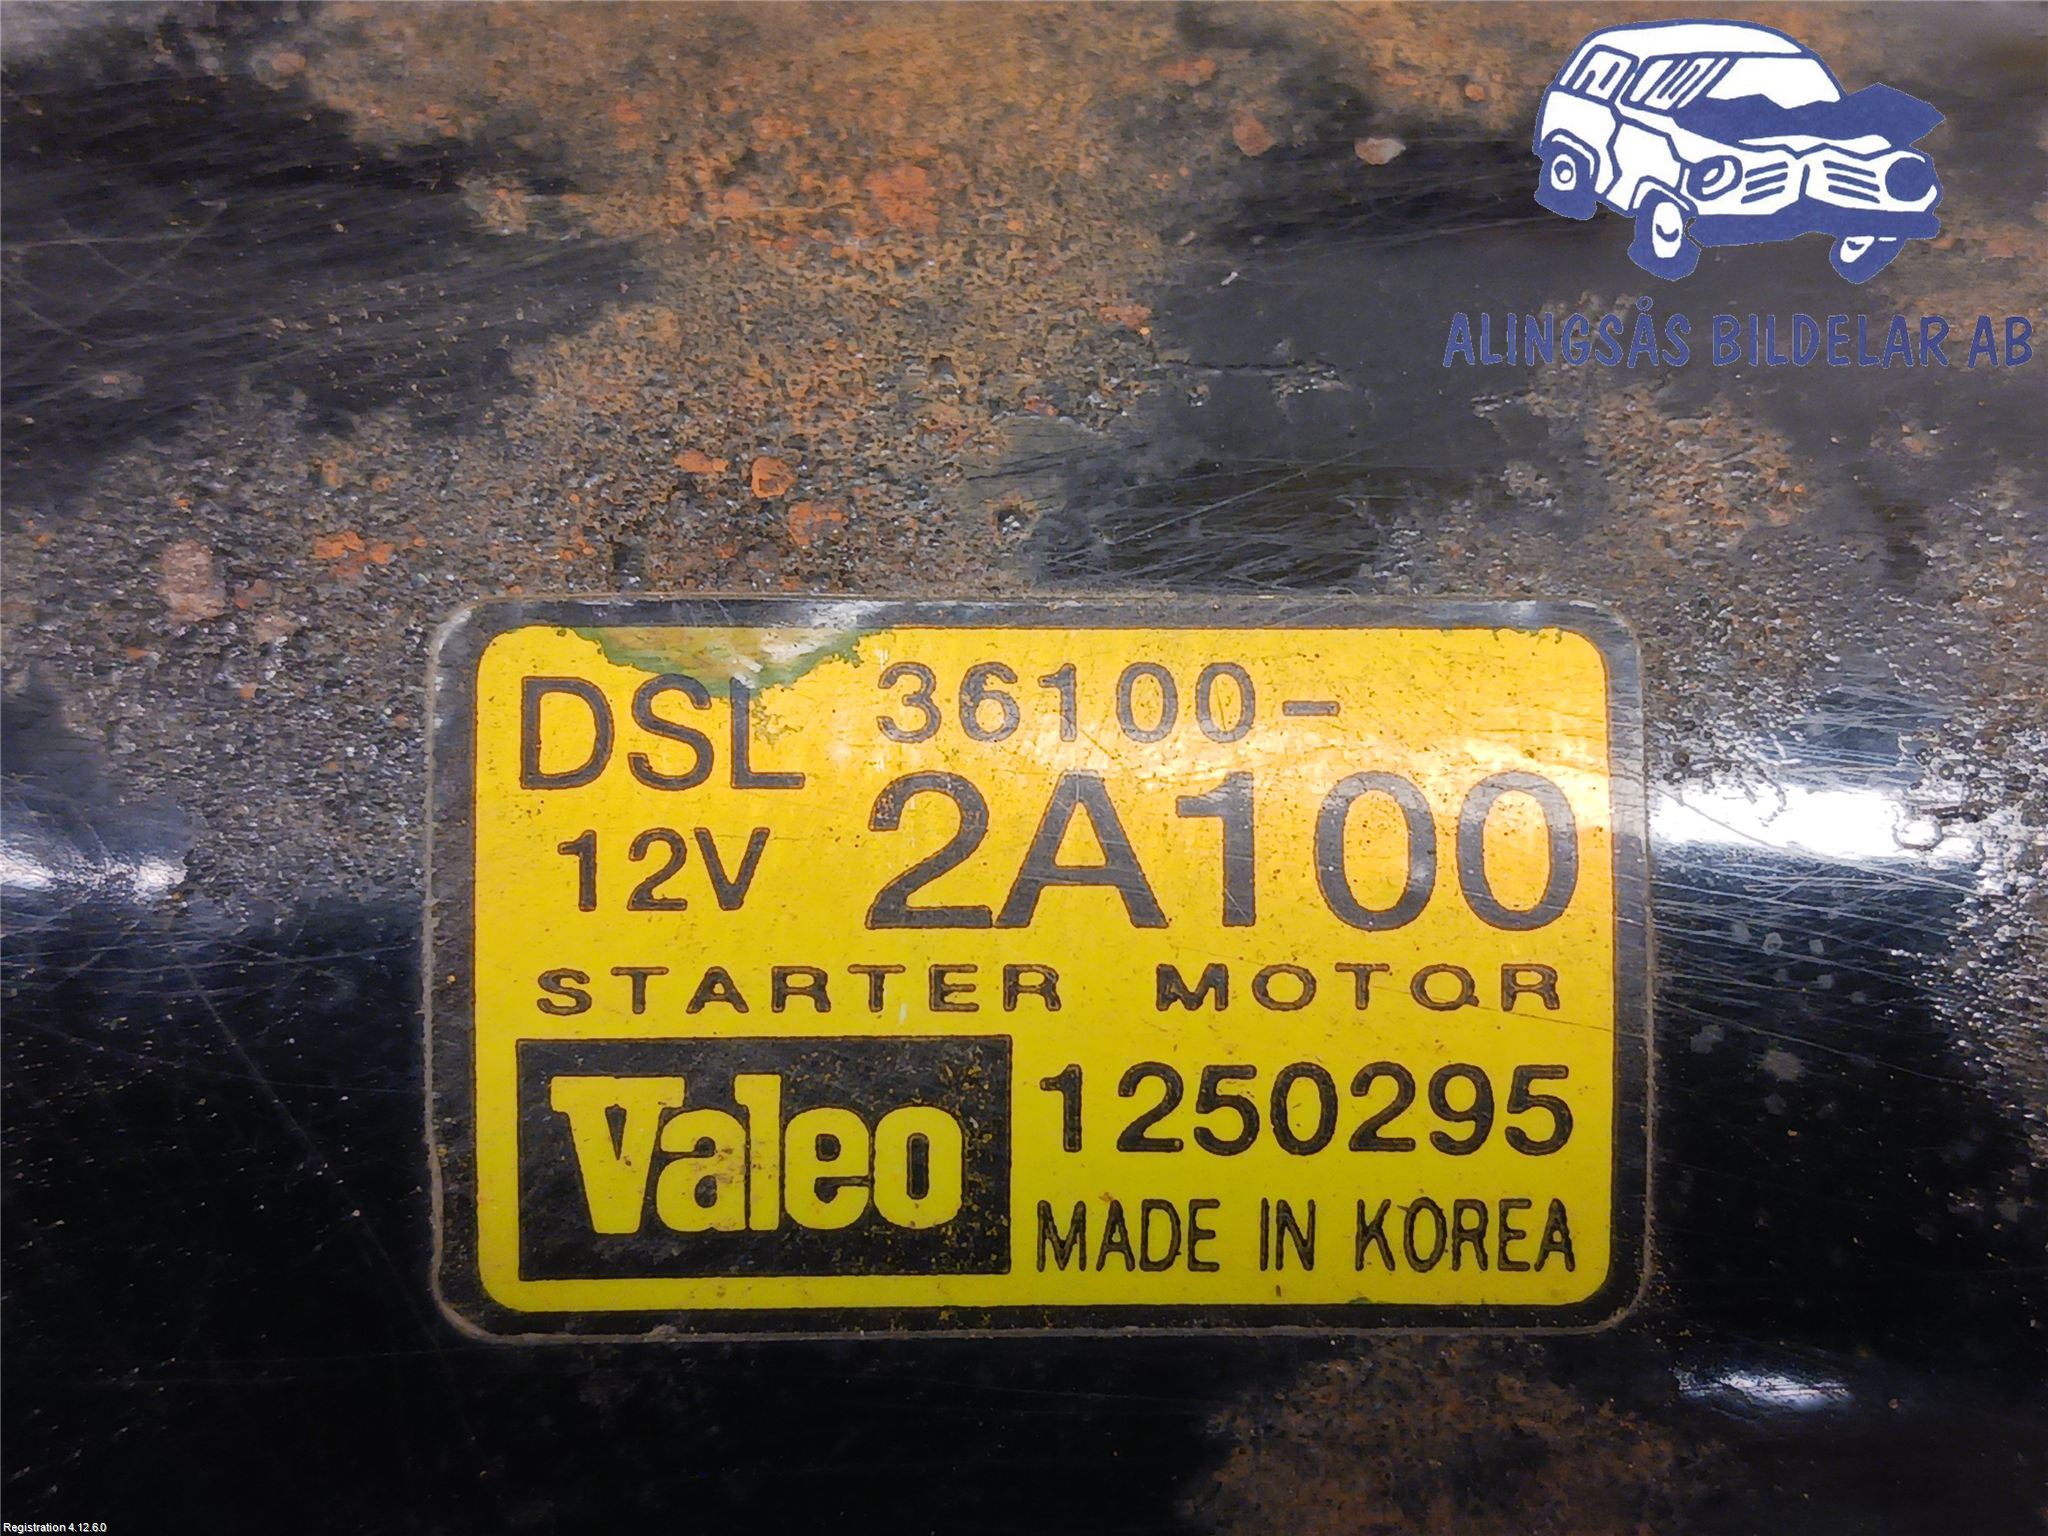 ALINGSÅS BILDELAR AB
DSL 36100-
12V 2A100
STARTER MOTOR
Valeo 1250295
MADE IN KOREA
Registration 4.12.6.0